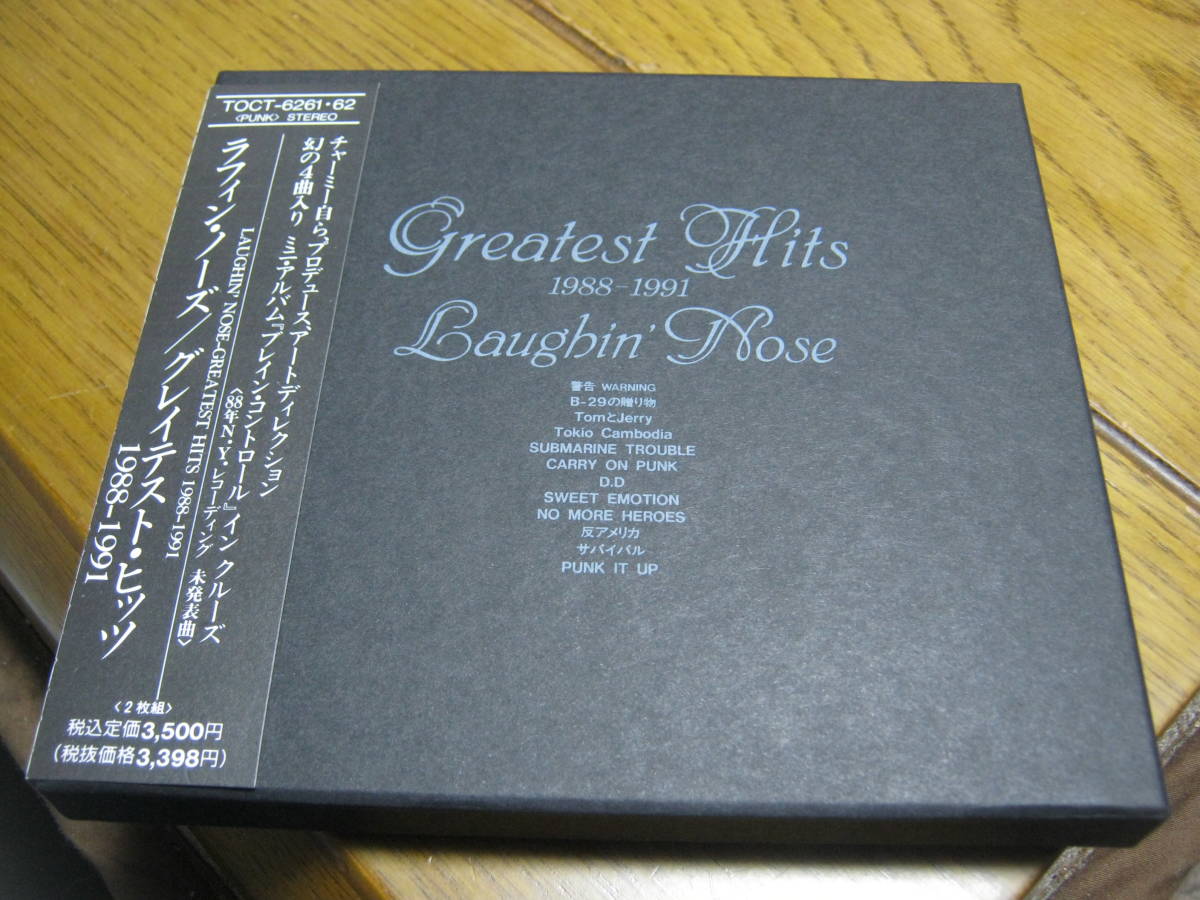 TOCT-6261・62
〈PUNK〉 STEREO
チャーミー自ら、プロデュース、アートディレクション
幻の4曲入り ミニ・アルバム『ブレイン・コントロール』イン クルーズ
〈88年N・Y・レコーディング 未発表曲〉
LAUGHIN' NOSE-GREATEST HITS 1988-1991
ラフィン・ノーズ/グレイテスト・ヒッツ
1988-1991
〈2枚組〉
税込定価3,500円
(税抜価格3,398円)
Greatest Hits
1988-1991
Laughin' Nose
警告 WARNING
B-29の贈り物
TomとJerry
Tokio Cambodia
SUBMARINE TROUBLE
CARRY ON PUNK
D.D
SWEET EMOTION
NO MORE HEROES
反アメリカ
サバイバル
PUNK IT UP